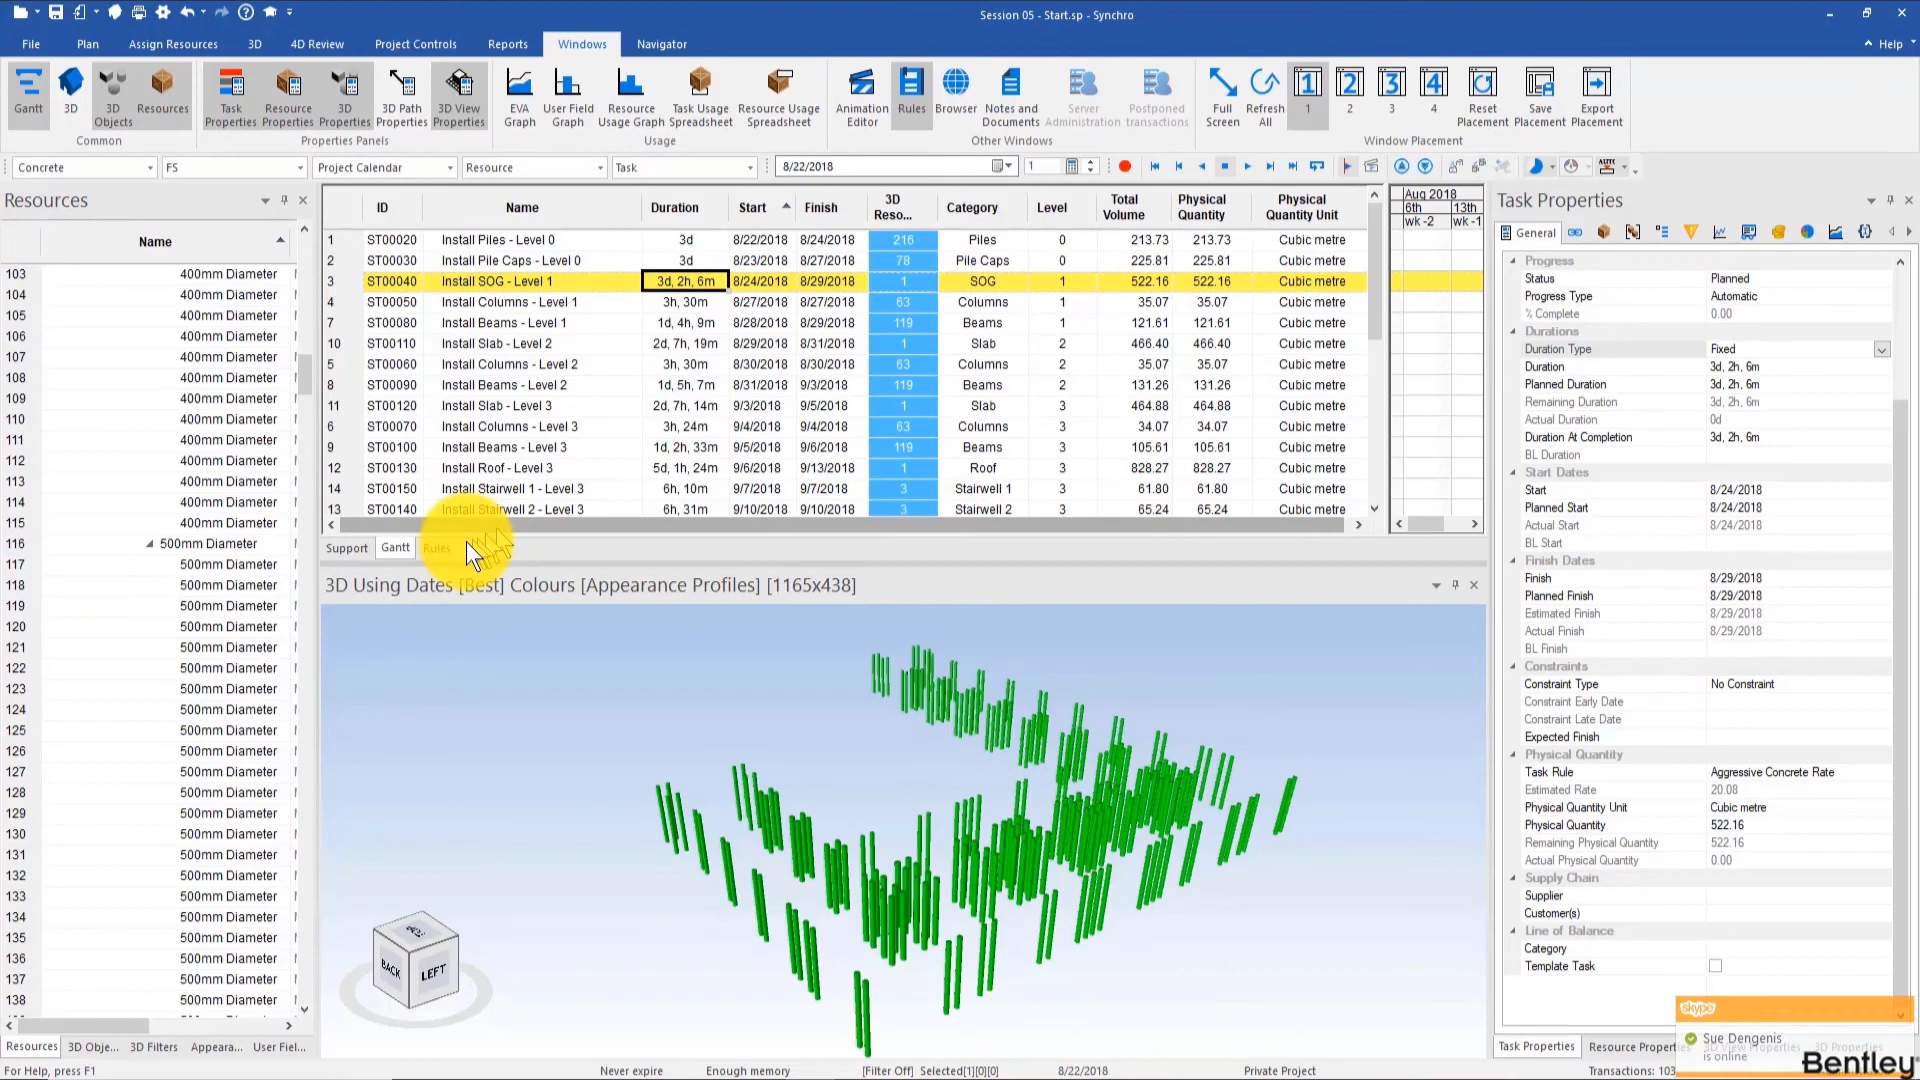 Session 05 - Start.sp - Synchro
File Plan Assign Resources 3D 4D Review Project Controls Reports Windows Navigator Help
Gantt 3D 3D Objects Resources Task Properties Resource Properties 3D Properties 3D Path Properties 3D View Properties EVA Graph User Field Graph Resource Usage Graph Task Usage Spreadsheet Resource Usage Spreadsheet Animation Editor Rules Browser Notes and Documents Server Administration Postponed transactions Full Screen Refresh All 1 2 3 4 Reset Placement Save Placement Export Placement
Common Properties Panels Usage Other Windows Window Placement
Concrete FS Project Calendar Resource Task 8/22/2018 1
Resources
Name
103 400mm Diameter
104 400mm Diameter
105 400mm Diameter
106 400mm Diameter
107 400mm Diameter
108 400mm Diameter
109 400mm Diameter
110 400mm Diameter
111 400mm Diameter
112 400mm Diameter
113 400mm Diameter
114 400mm Diameter
115 400mm Diameter
116 500mm Diameter
117 500mm Diameter
118 500mm Diameter
119 500mm Diameter
120 500mm Diameter
121 500mm Diameter
122 500mm Diameter
123 500mm Diameter
124 500mm Diameter
125 500mm Diameter
126 500mm Diameter
127 500mm Diameter
128 500mm Diameter
129 500mm Diameter
130 500mm Diameter
131 500mm Diameter
132 500mm Diameter
133 500mm Diameter
134 500mm Diameter
135 500mm Diameter
136 500mm Diameter
137 500mm Diameter
138 500mm Diameter
Resources 3D Obje... 3D Filters Appeara... User Fiel...
ID Name Duration Start Finish 3D Reso... Category Level Total Volume Physical Quantity Physical Quantity Unit
1 ST00020 Install Piles - Level 0 3d 8/22/2018 8/24/2018 216 Piles 0 213.73 213.73 Cubic metre
2 ST00030 Install Pile Caps - Level 0 3d 8/23/2018 8/27/2018 78 Pile Caps 0 225.81 225.81 Cubic metre
3 ST00040 Install SOG - Level 1 3d, 2h, 6m 8/24/2018 8/29/2018 1 SOG 1 522.16 522.16 Cubic metre
4 ST00050 Install Columns - Level 1 3h, 30m 8/27/2018 8/27/2018 63 Columns 1 35.07 35.07 Cubic metre
7 ST00080 Install Beams - Level 1 1d, 4h, 9m 8/28/2018 8/29/2018 119 Beams 1 121.61 121.61 Cubic metre
10 ST00110 Install Slab - Level 2 2d, 7h, 19m 8/29/2018 8/31/2018 1 Slab 2 466.40 466.40 Cubic metre
5 ST00060 Install Columns - Level 2 3h, 30m 8/30/2018 8/30/2018 63 Columns 2 35.07 35.07 Cubic metre
8 ST00090 Install Beams - Level 2 1d, 5h, 7m 8/31/2018 9/3/2018 119 Beams 2 131.26 131.26 Cubic metre
11 ST00120 Install Slab - Level 3 2d, 7h, 14m 9/3/2018 9/5/2018 1 Slab 3 464.88 464.88 Cubic metre
6 ST00070 Install Columns - Level 3 3h, 24m 9/4/2018 9/4/2018 63 Columns 3 34.07 34.07 Cubic metre
9 ST00100 Install Beams - Level 3 1d, 2h, 33m 9/5/2018 9/6/2018 119 Beams 3 105.61 105.61 Cubic metre
12 ST00130 Install Roof - Level 3 5d, 1h, 24m 9/6/2018 9/13/2018 1 Roof 3 828.27 828.27 Cubic metre
14 ST00150 Install Stairwell 1 - Level 3 6h, 10m 9/7/2018 9/7/2018 3 Stairwell 1 3 61.80 61.80 Cubic metre
13 ST00140 Install Stairwell 2 - Level 3 6h, 31m 9/10/2018 9/10/2018 3 Stairwell 2 3 65.24 65.24 Cubic metre
Aug 2018
6th 13th
wk -2 wk -1
Support Gantt Rules
3D Using Dates [Best] Colours [Appearance Profiles] [1165x438]
TOP
BACK LEFT
Task Properties
General
Progress
Status Planned
Progress Type Automatic
% Complete 0.00
Durations
Duration Type Fixed
Duration 3d, 2h, 6m
Planned Duration 3d, 2h, 6m
Remaining Duration 3d, 2h, 6m
Actual Duration 0d
Duration At Completion 3d, 2h, 6m
BL Duration
Start Dates
Start 8/24/2018
Planned Start 8/24/2018
Actual Start 8/24/2018
BL Start
Finish Dates
Finish 8/29/2018
Planned Finish 8/29/2018
Estimated Finish 8/29/2018
Actual Finish 8/29/2018
BL Finish
Constraints
Constraint Type No Constraint
Constraint Early Date
Constraint Late Date
Expected Finish
Physical Quantity
Task Rule Aggressive Concrete Rate
Estimated Rate 20.08
Physical Quantity Unit Cubic metre
Physical Quantity 522.16
Remaining Physical Quantity 522.16
Actual Physical Quantity 0.00
Supply Chain
Supplier
Customer(s)
Line of Balance
Category
Template Task
skype
Sue Dengenis
is online
Task Properties Resource Properti 3D View Properties 3D Properties
Bentley
For Help, press F1 Never expire Enough memory [Filter Off] Selected[1][0][0] 8/22/2018 Private Project Transactions: 103